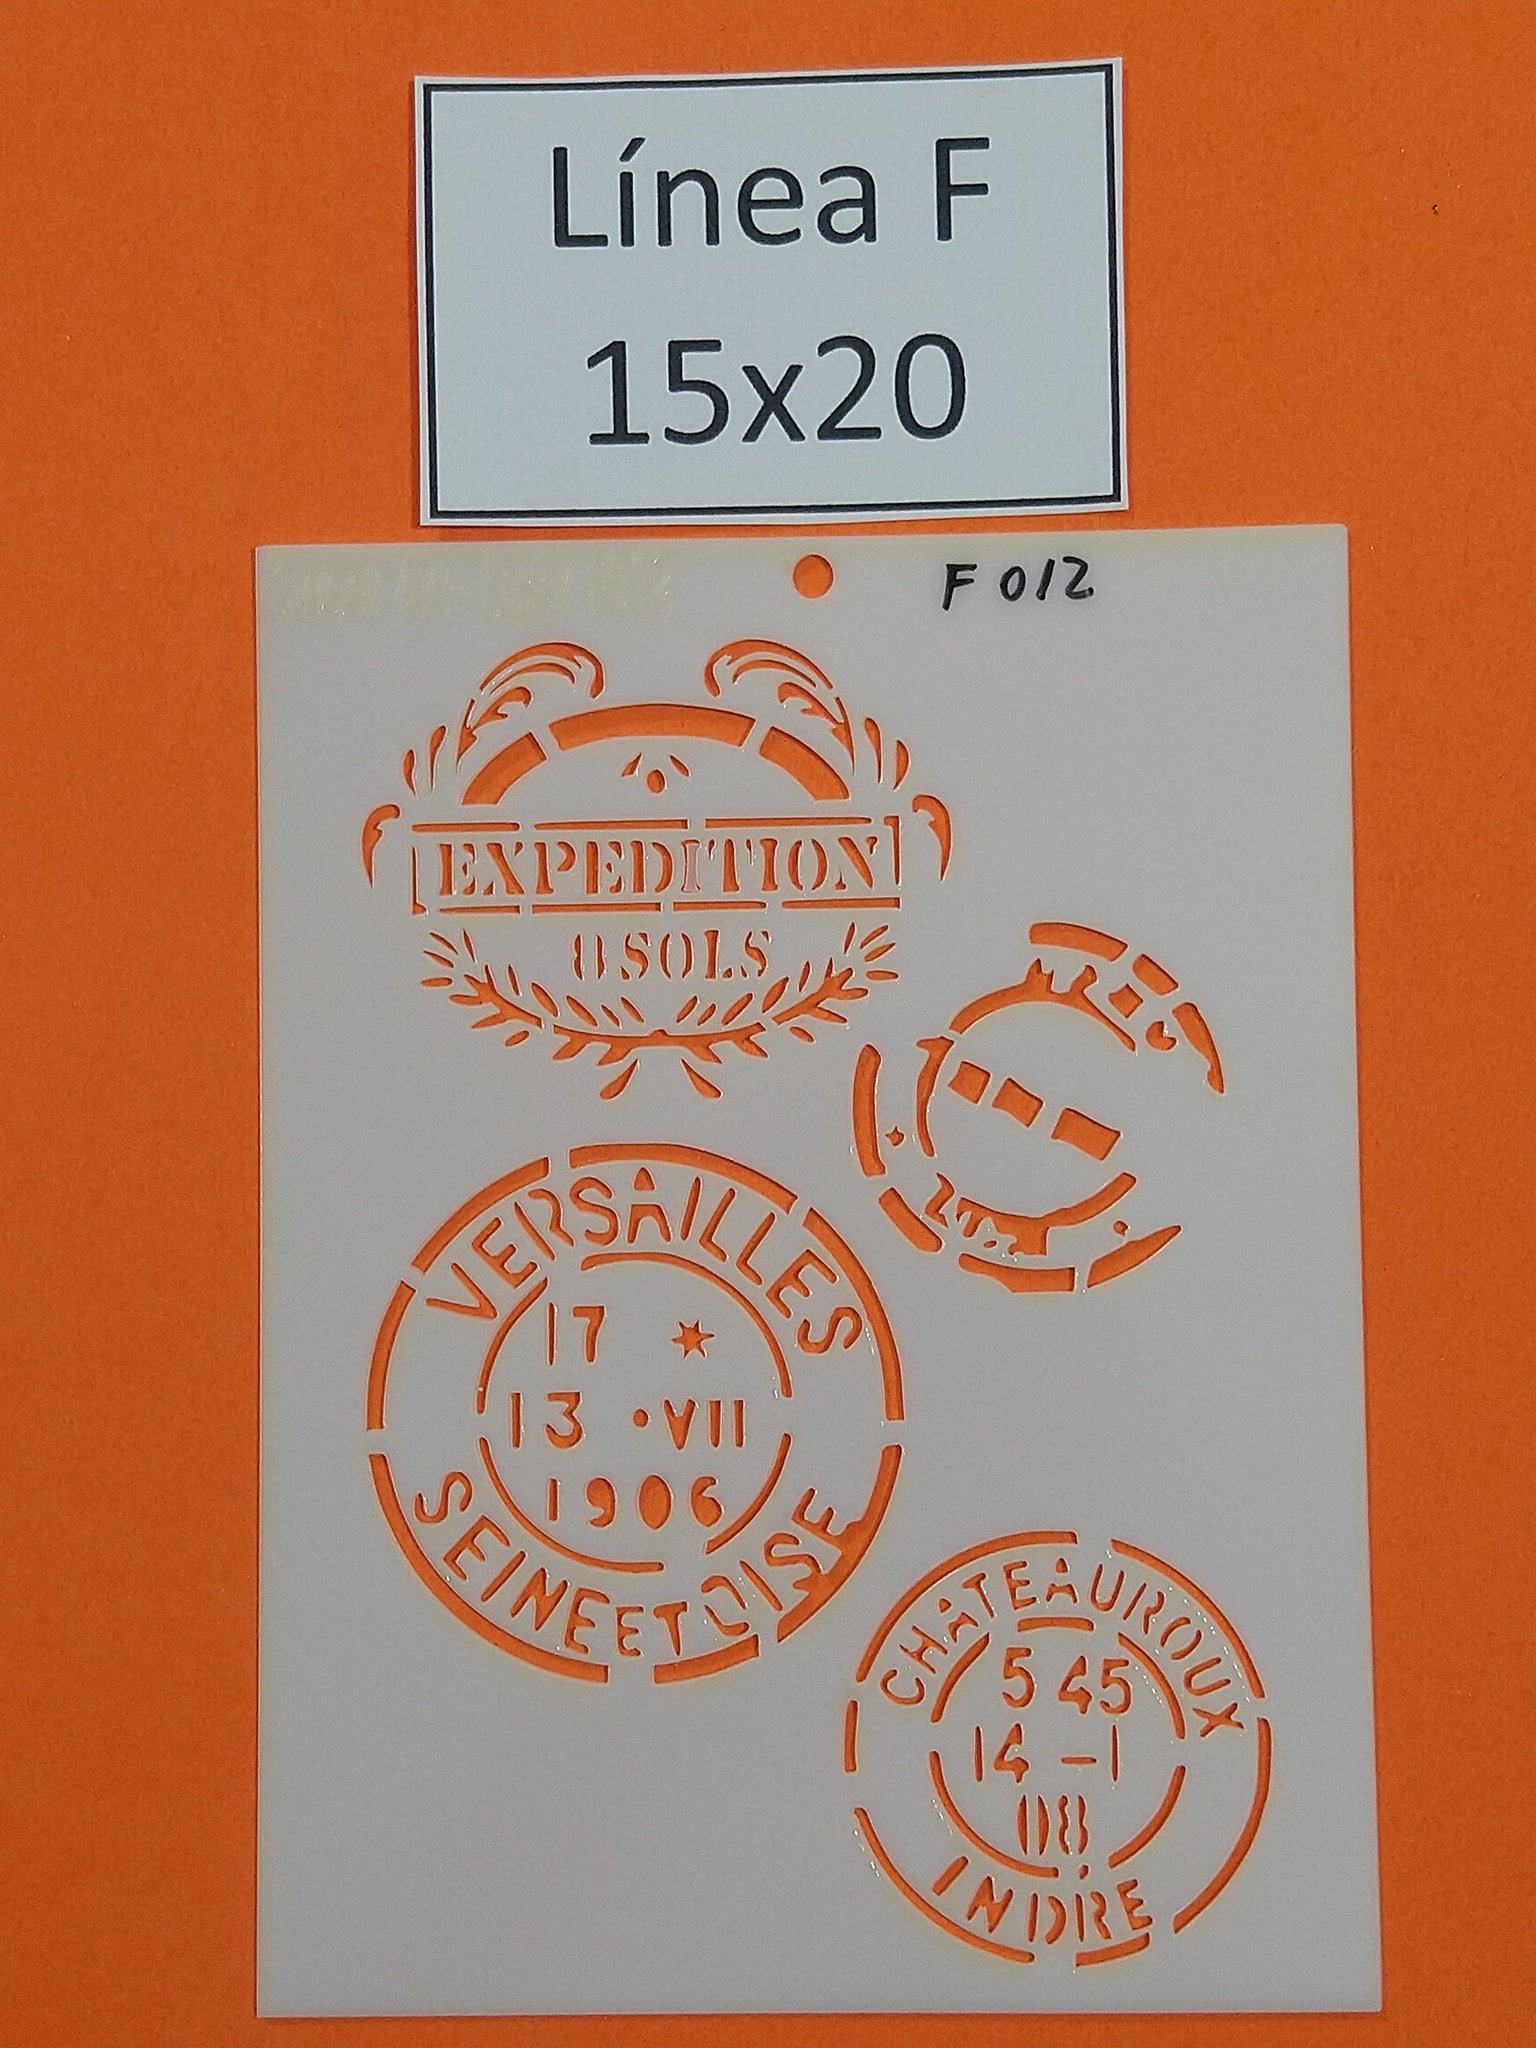 Línea F
15x20
F 012
EXPEDITION
8 SOLS
VERSAILLES
17 *
13 •VII
1906
SEINE ET OISE
CHATEAUROUX
5 45
14 -1
08
INDRE